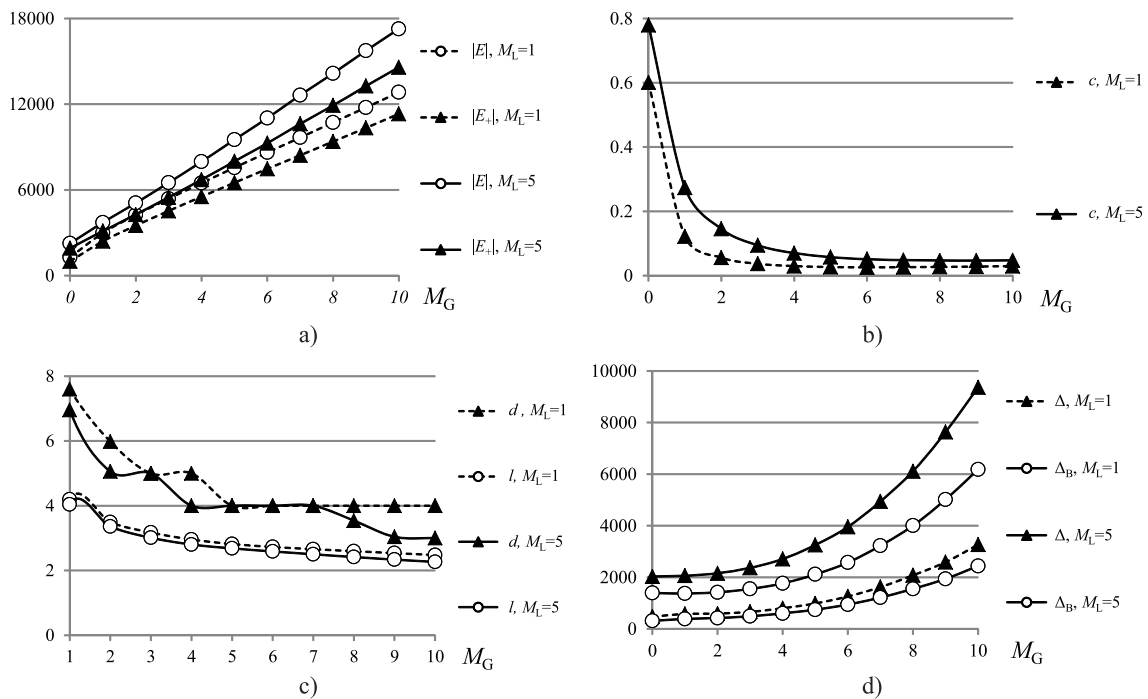 18000
12000
6000
0
0 2 4 6 8 10 M_G
|E|, M_L=1
|E_+|, M_L=1
|E|, M_L=5
|E_+|, M_L=5
a)
0.8
0.6
0.4
0.2
0
0 2 4 6 8 10 M_G
c, M_L=1
c, M_L=5
b)
8
6
4
2
0
1 2 3 4 5 6 7 8 9 10 M_G
d , M_L=1
l, M_L=1
d, M_L=5
l, M_L=5
c)
10000
8000
6000
4000
2000
0
0 2 4 6 8 10 M_G
Δ, M_L=1
Δ_B, M_L=1
Δ, M_L=5
Δ_B, M_L=5
d)